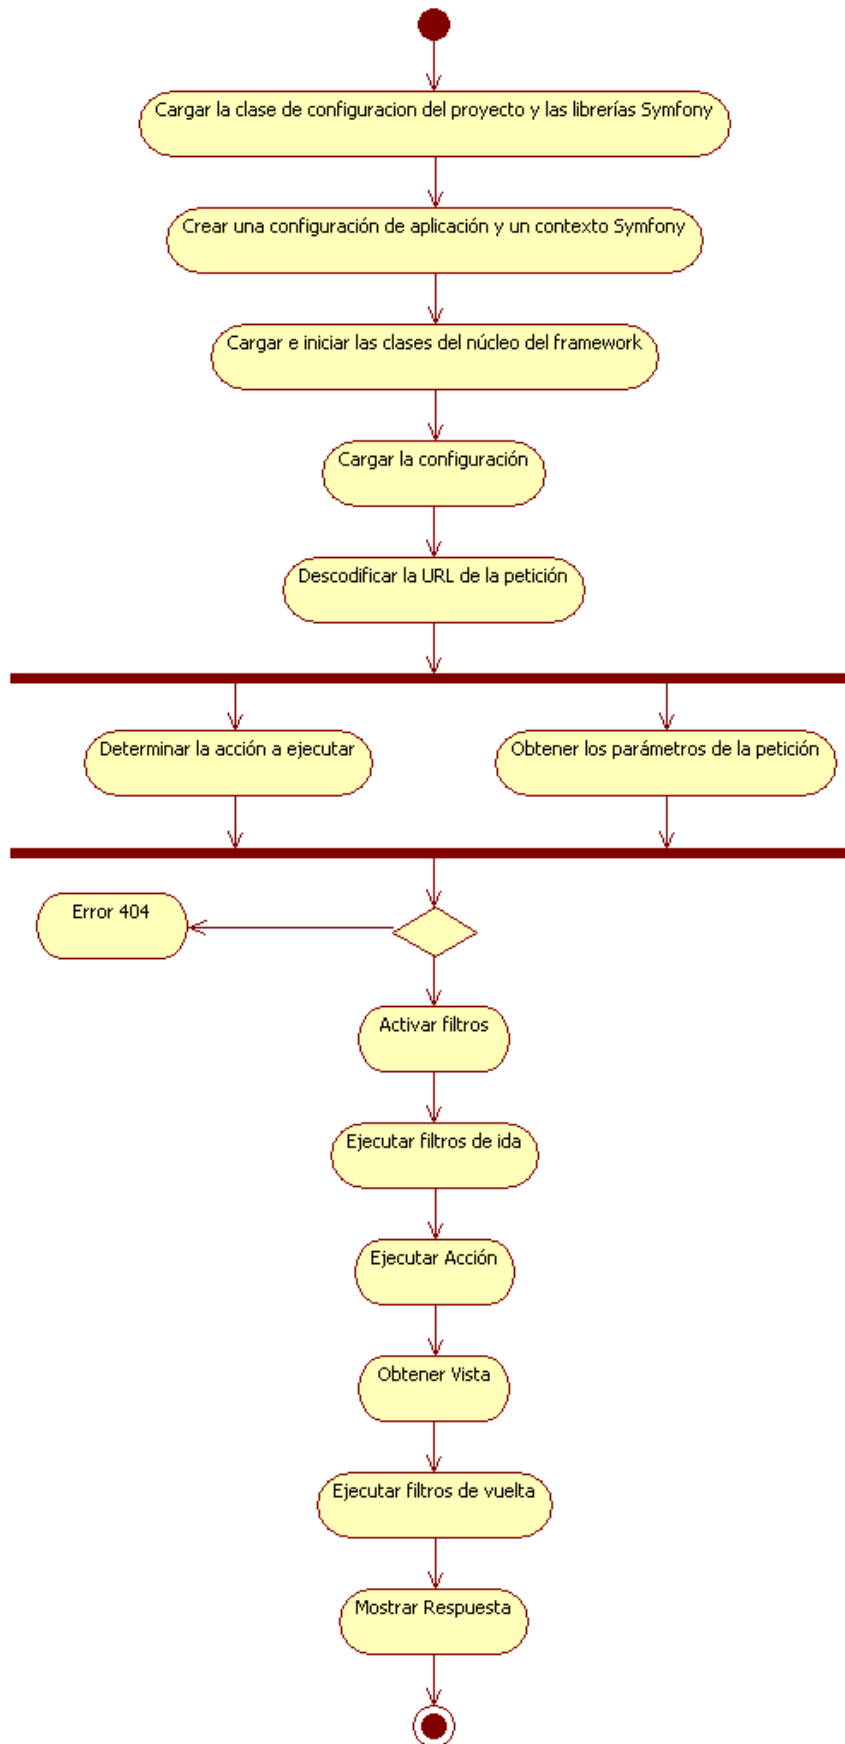 Cargar la clase de configuracion del proyecto y las librerías Symfony
Crear una configuración de aplicación y un contexto Symfony
Cargar e iniciar las clases del núcleo del framework
Cargar la configuración
Descodificar la URL de la petición
Determinar la acción a ejecutar
Obtener los parámetros de la petición
Error 404
Activar filtros
Ejecutar filtros de ida
Ejecutar Acción
Obtener Vista
Ejecutar filtros de vuelta
Mostrar Respuesta